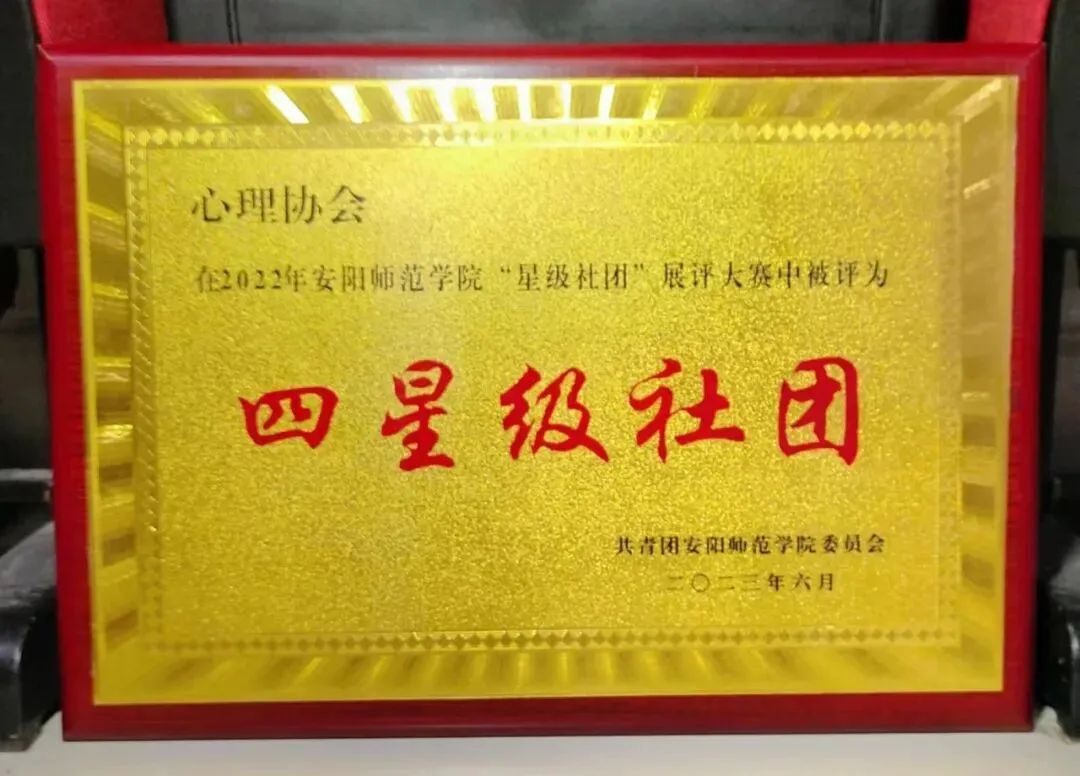 心理协会
在2022年安阳师范学院“星级社团”展评大赛中被评为
四星级社团
共青团安阳师范学院委员会
二〇二三年六月